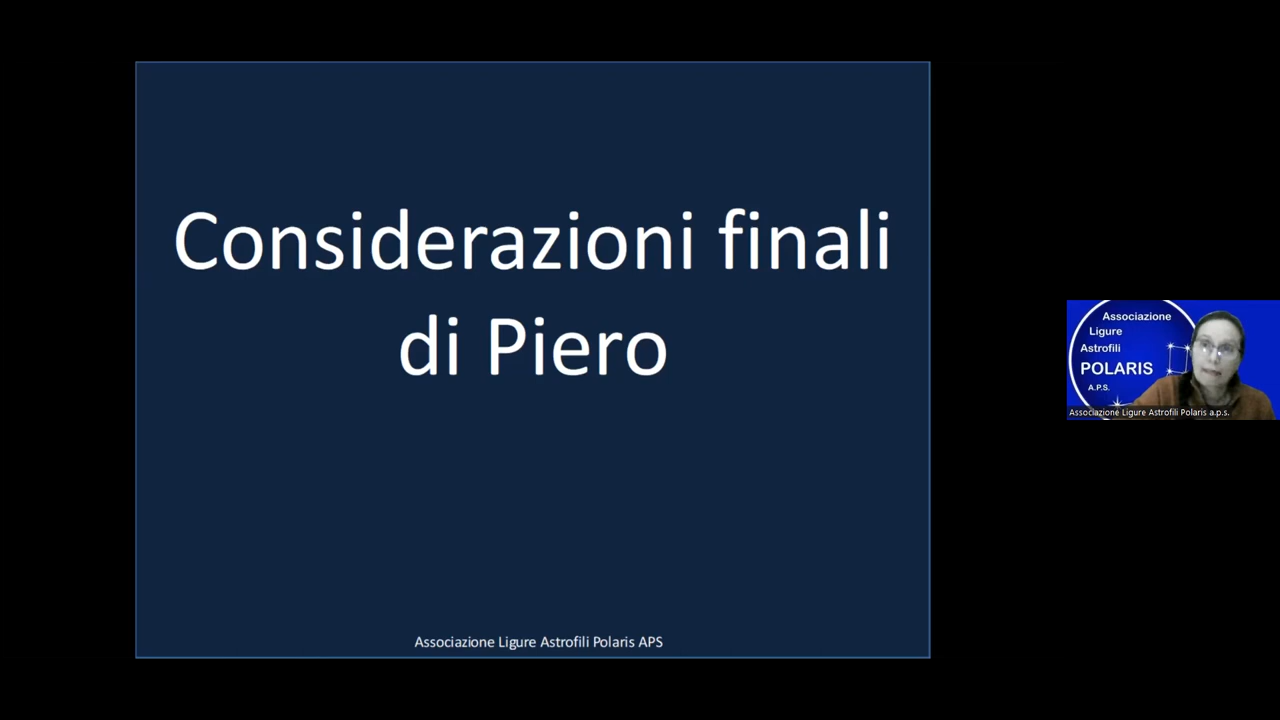 Considerazioni finali
di Piero
Associazione Ligure Astrofili Polaris APS
Associazione
Ligure
Astrofili
POLARIS
A.P.S.
Associazione Ligure Astrofili Polaris a.p.s.